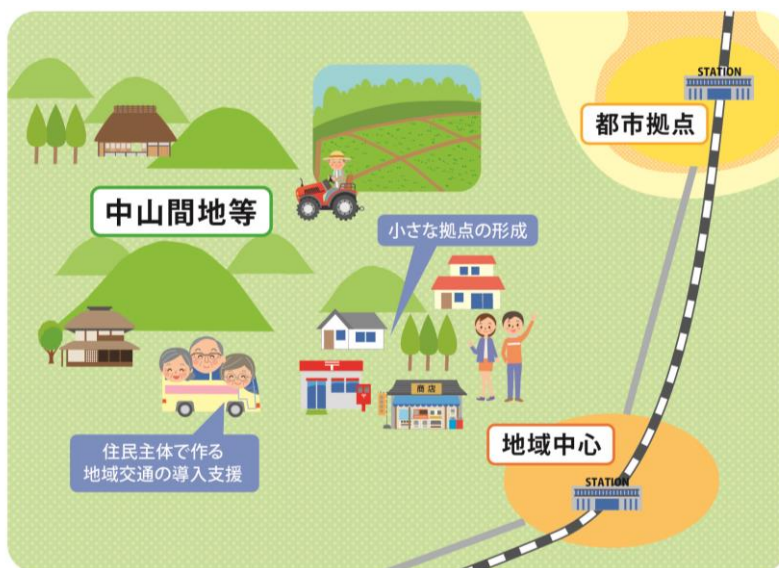 STATION
都市拠点
中山間地等
小さな拠点の形成
商店
住民主体で作る
地域交通の導入支援
地域中心
STATION